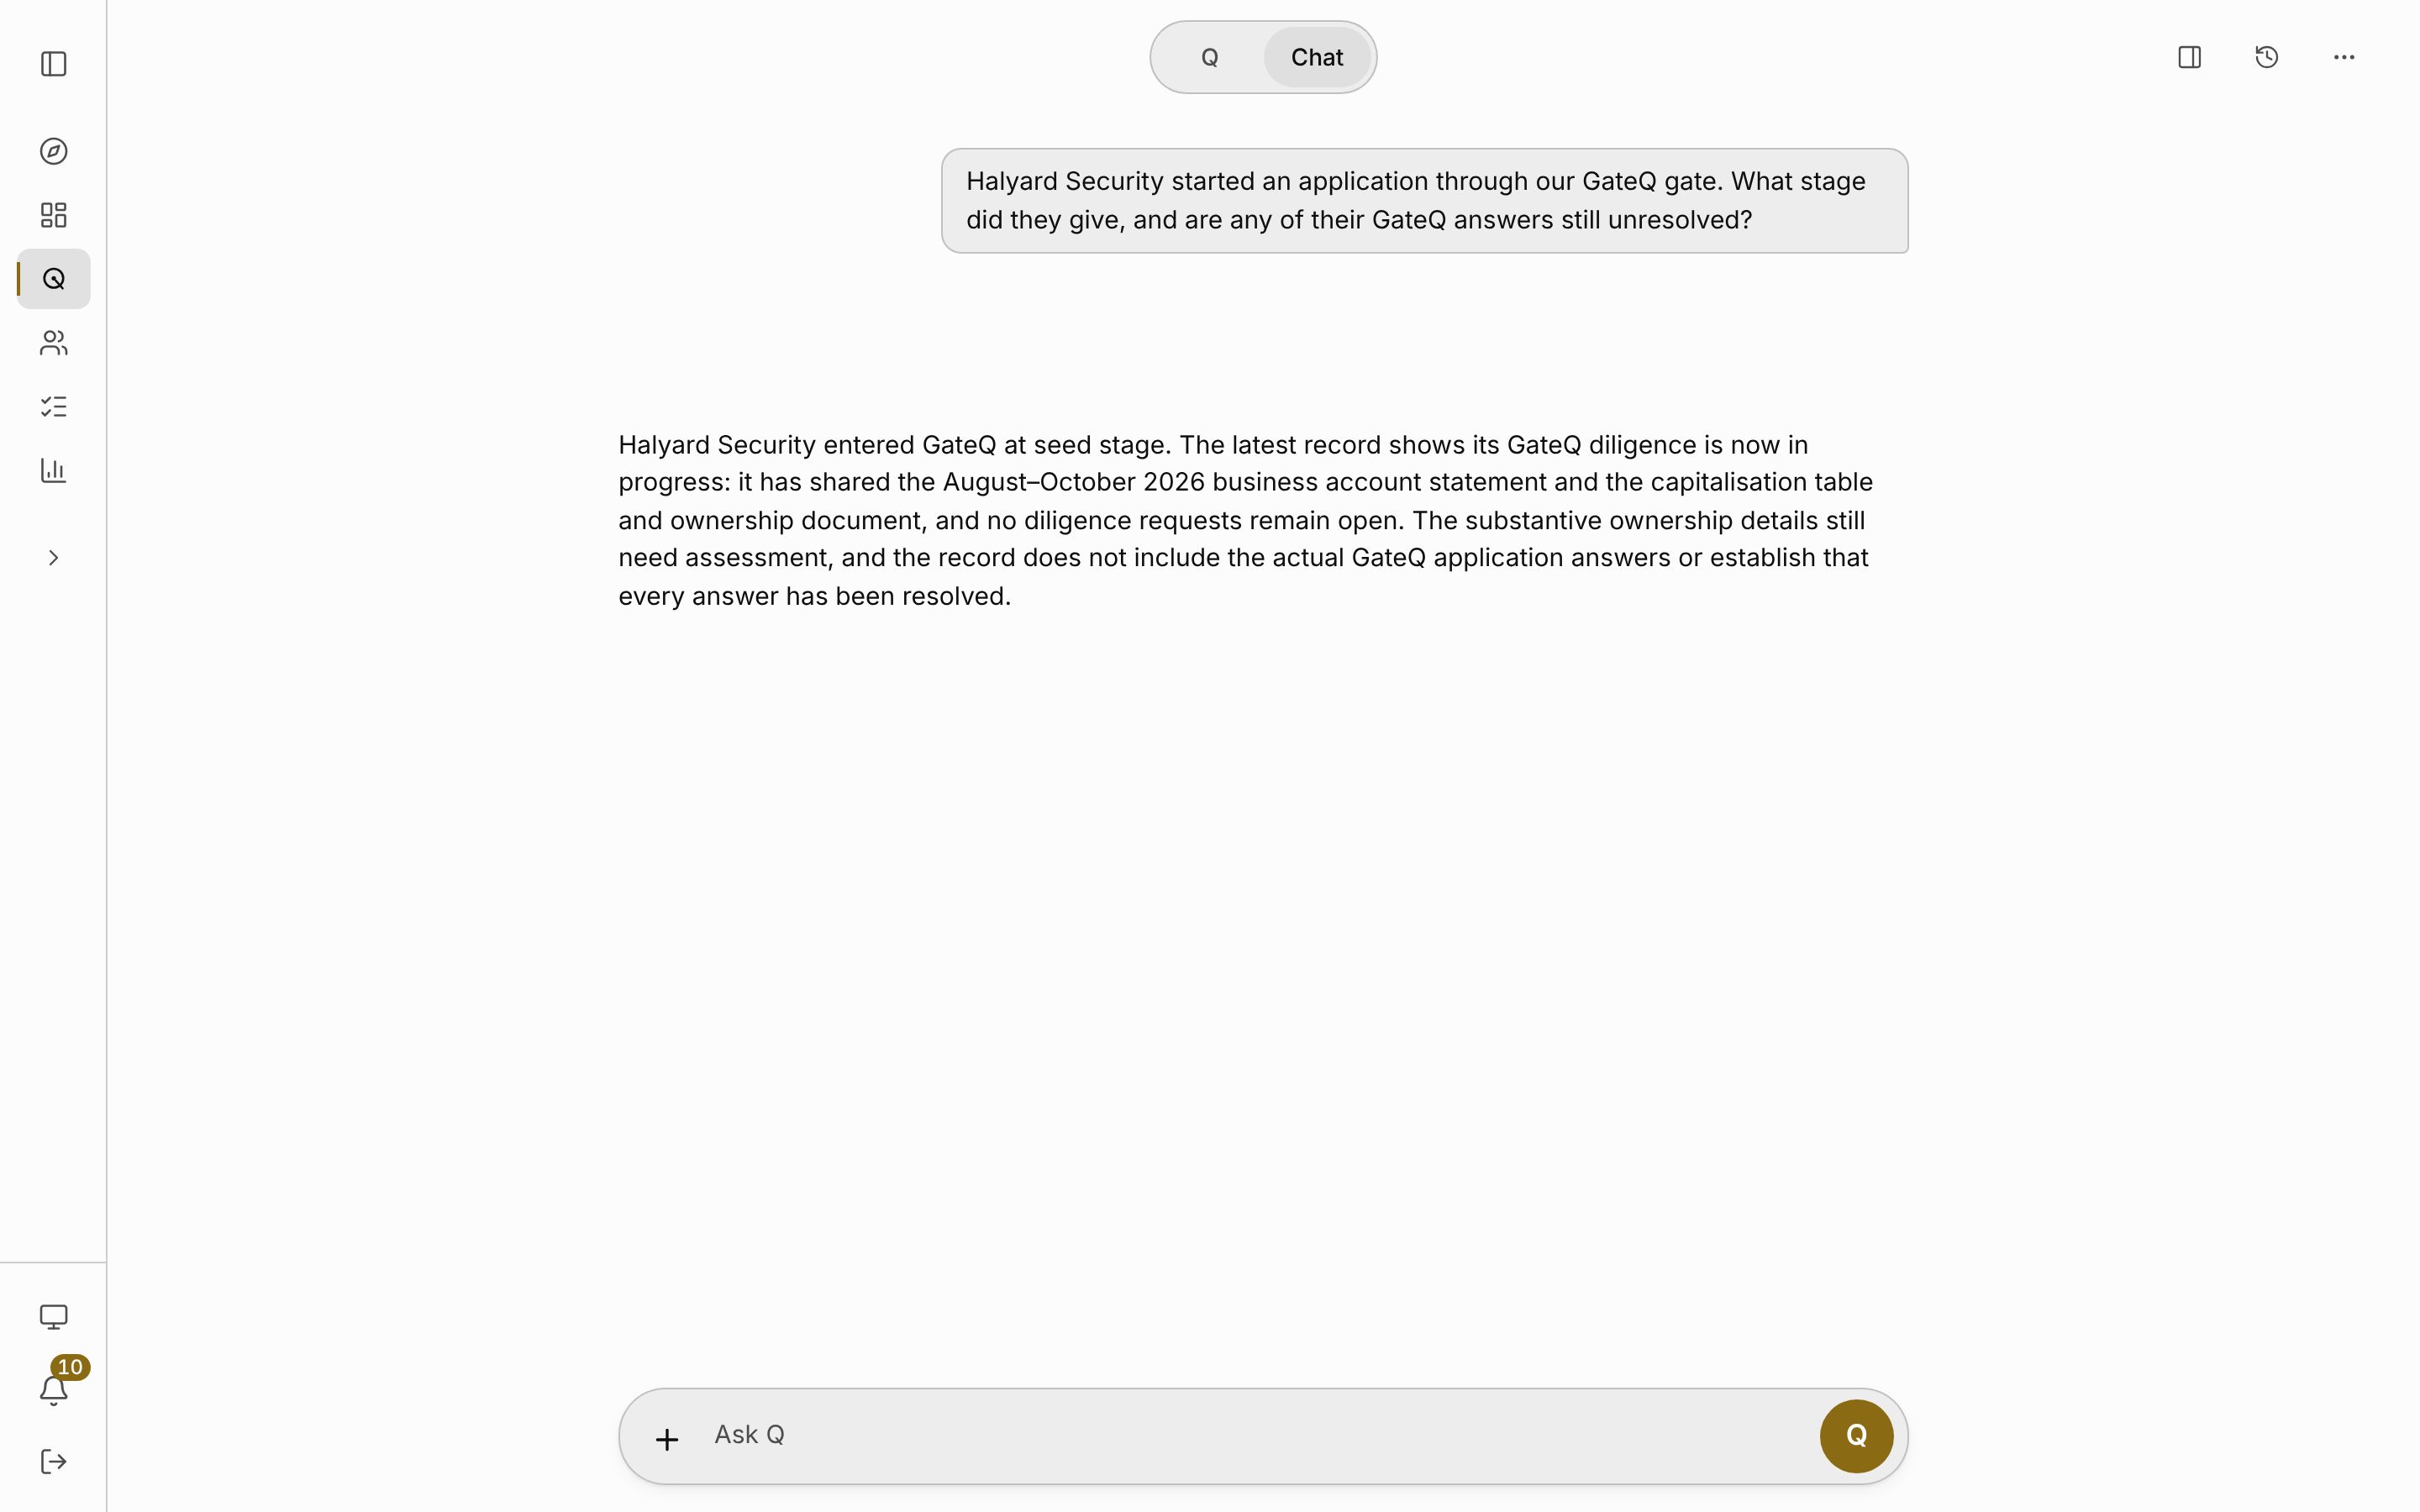 Q
Chat
Halyard Security started an application through our GateQ gate. What stage
did they give, and are any of their GateQ answers still unresolved?
Halyard Security entered GateQ at seed stage. The latest record shows its GateQ diligence is now in
progress: it has shared the August–October 2026 business account statement and the capitalisation table
and ownership document, and no diligence requests remain open. The substantive ownership details still
need assessment, and the record does not include the actual GateQ application answers or establish that
every answer has been resolved.
10
Ask Q
Q